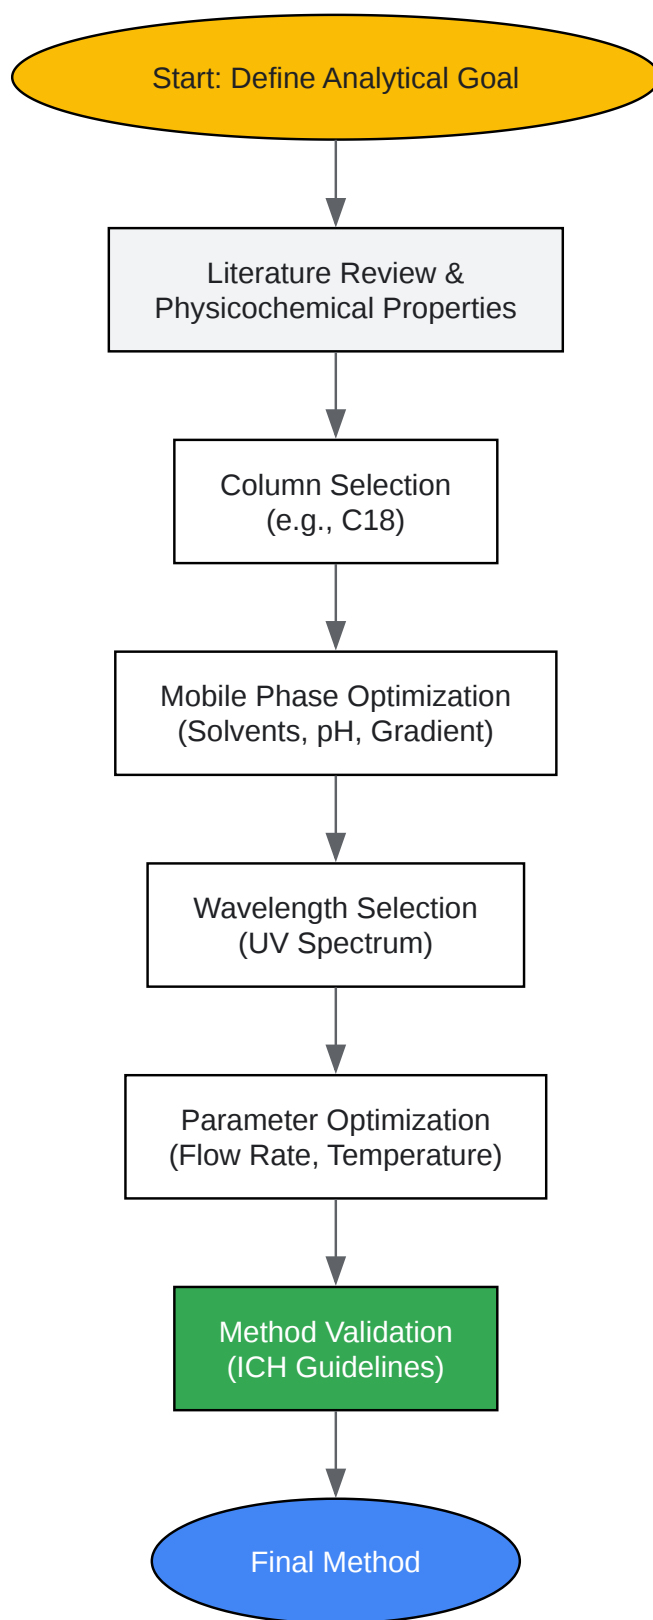 Start: Define Analytical Goal
Literature Review &
Physicochemical Properties
Column Selection
(e.g., C18)
Mobile Phase Optimization
(Solvents, pH, Gradient)
Wavelength Selection
(UV Spectrum)
Parameter Optimization
(Flow Rate, Temperature)
Method Validation
(ICH Guidelines)
Final Method